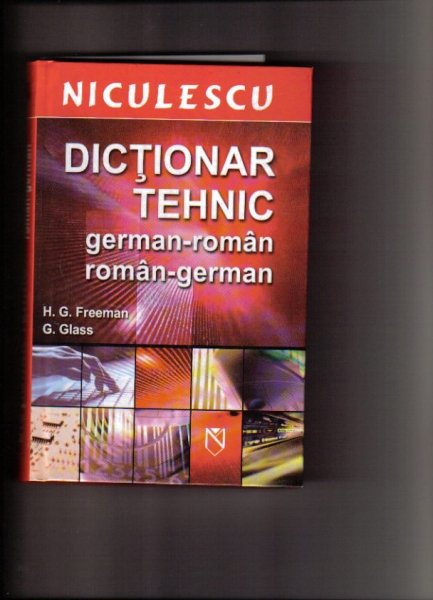 NICULESCU
DICŢIONAR
TEHNIC
german-român
român-german
H. G. Freeman
G. Glass